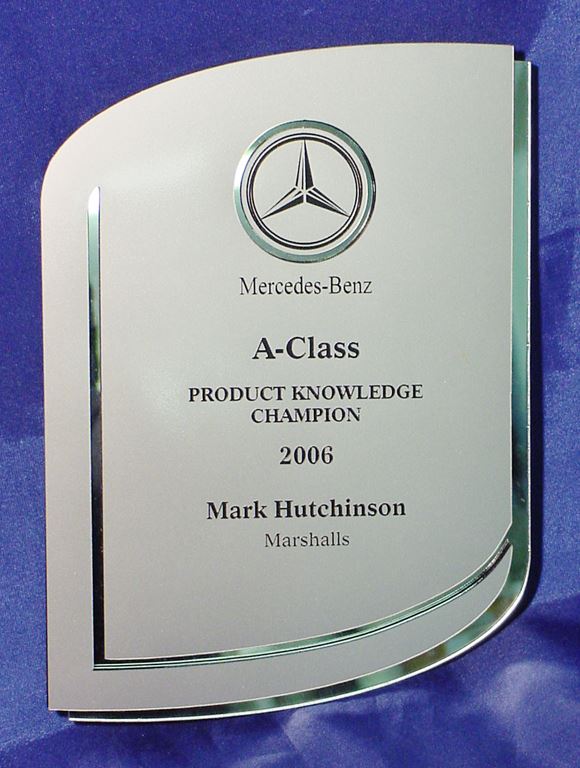 Mercedes-Benz
A-Class
PRODUCT KNOWLEDGE
CHAMPION
2006
Mark Hutchinson
Marshalls